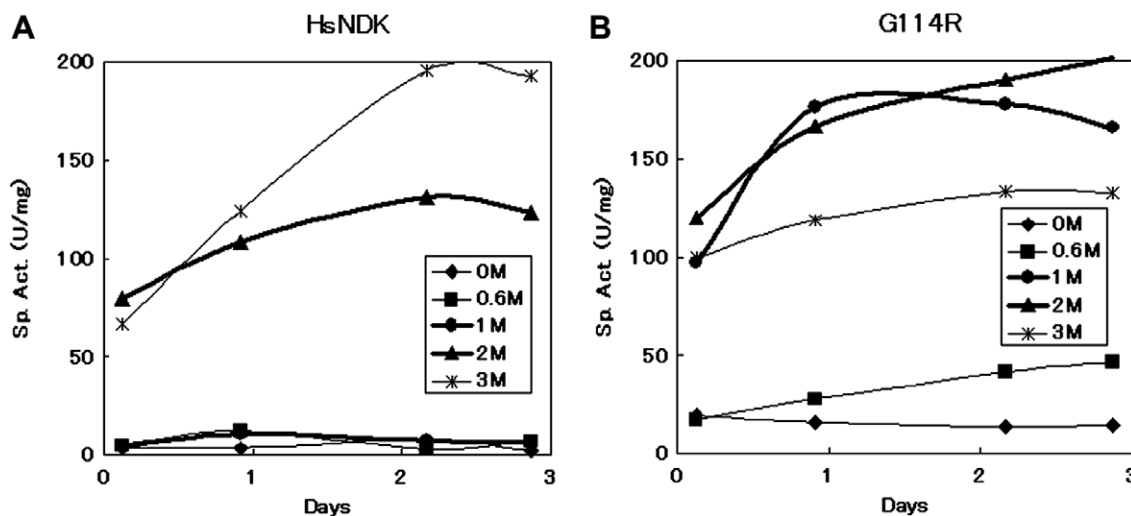 A
HsNDK
200
150
100
50
0
Sp. Act. (U/mg)
0M
0.6M
1M
2M
3M
0
1
2
3
Days
B
G114R
200
150
100
50
0
Sp. Act. (U/mg)
0M
0.6M
1M
2M
3M
0
1
2
3
Days